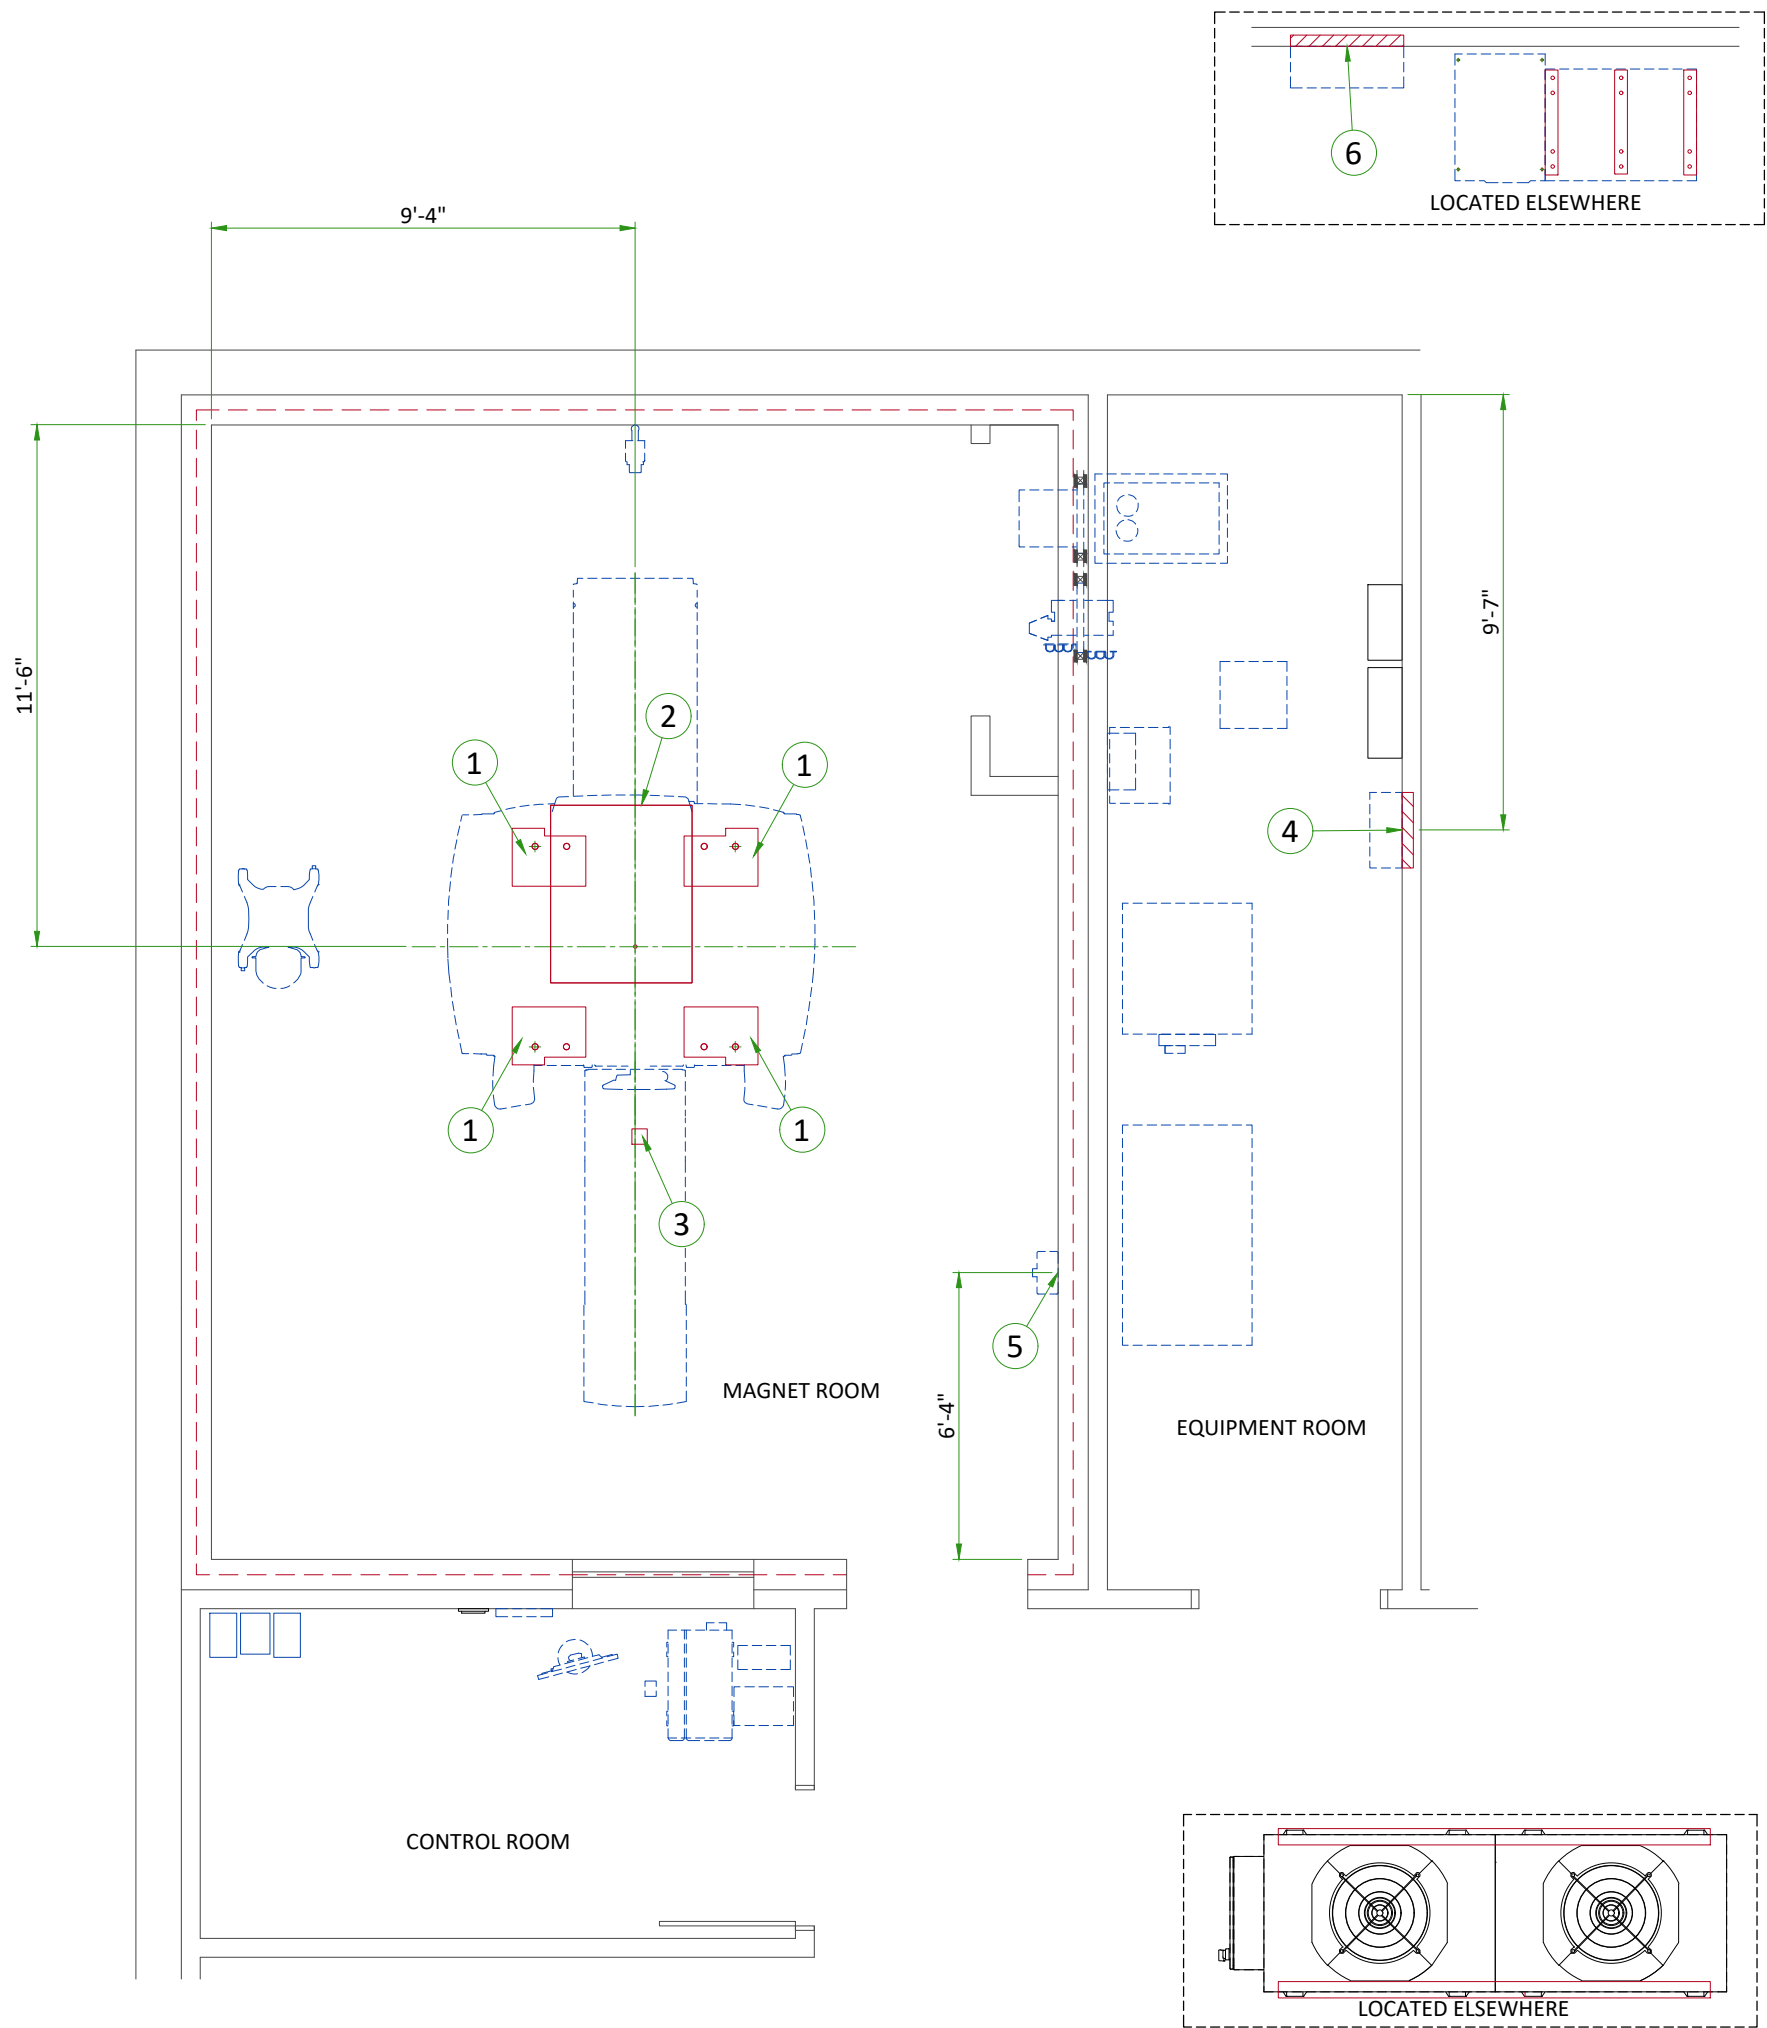 6
LOCATED ELSEWHERE
9'-4"
11'-6"
9'-7"
2
1
1
4
1
1
3
5
6'-4"
MAGNET ROOM
EQUIPMENT ROOM
CONTROL ROOM
LOCATED ELSEWHERE